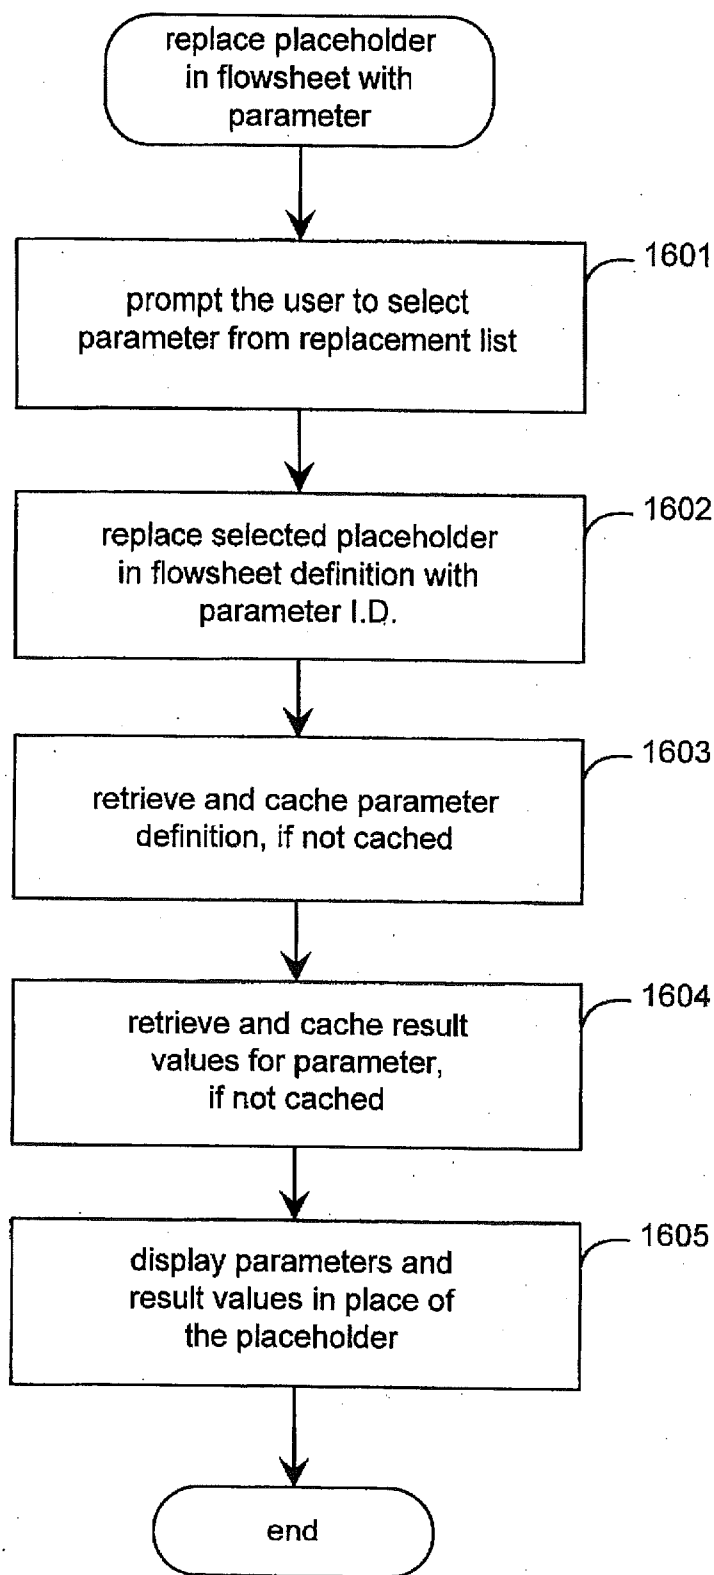 replace placeholder
in flowsheet with
parameter
1601
prompt the user to select
parameter from replacement list
1602
replace selected placeholder
in flowsheet definition with
parameter I.D.
1603
retrieve and cache parameter
definition, if not cached
1604
retrieve and cache result
values for parameter,
if not cached
1605
display parameters and
result values in place of
the placeholder
end